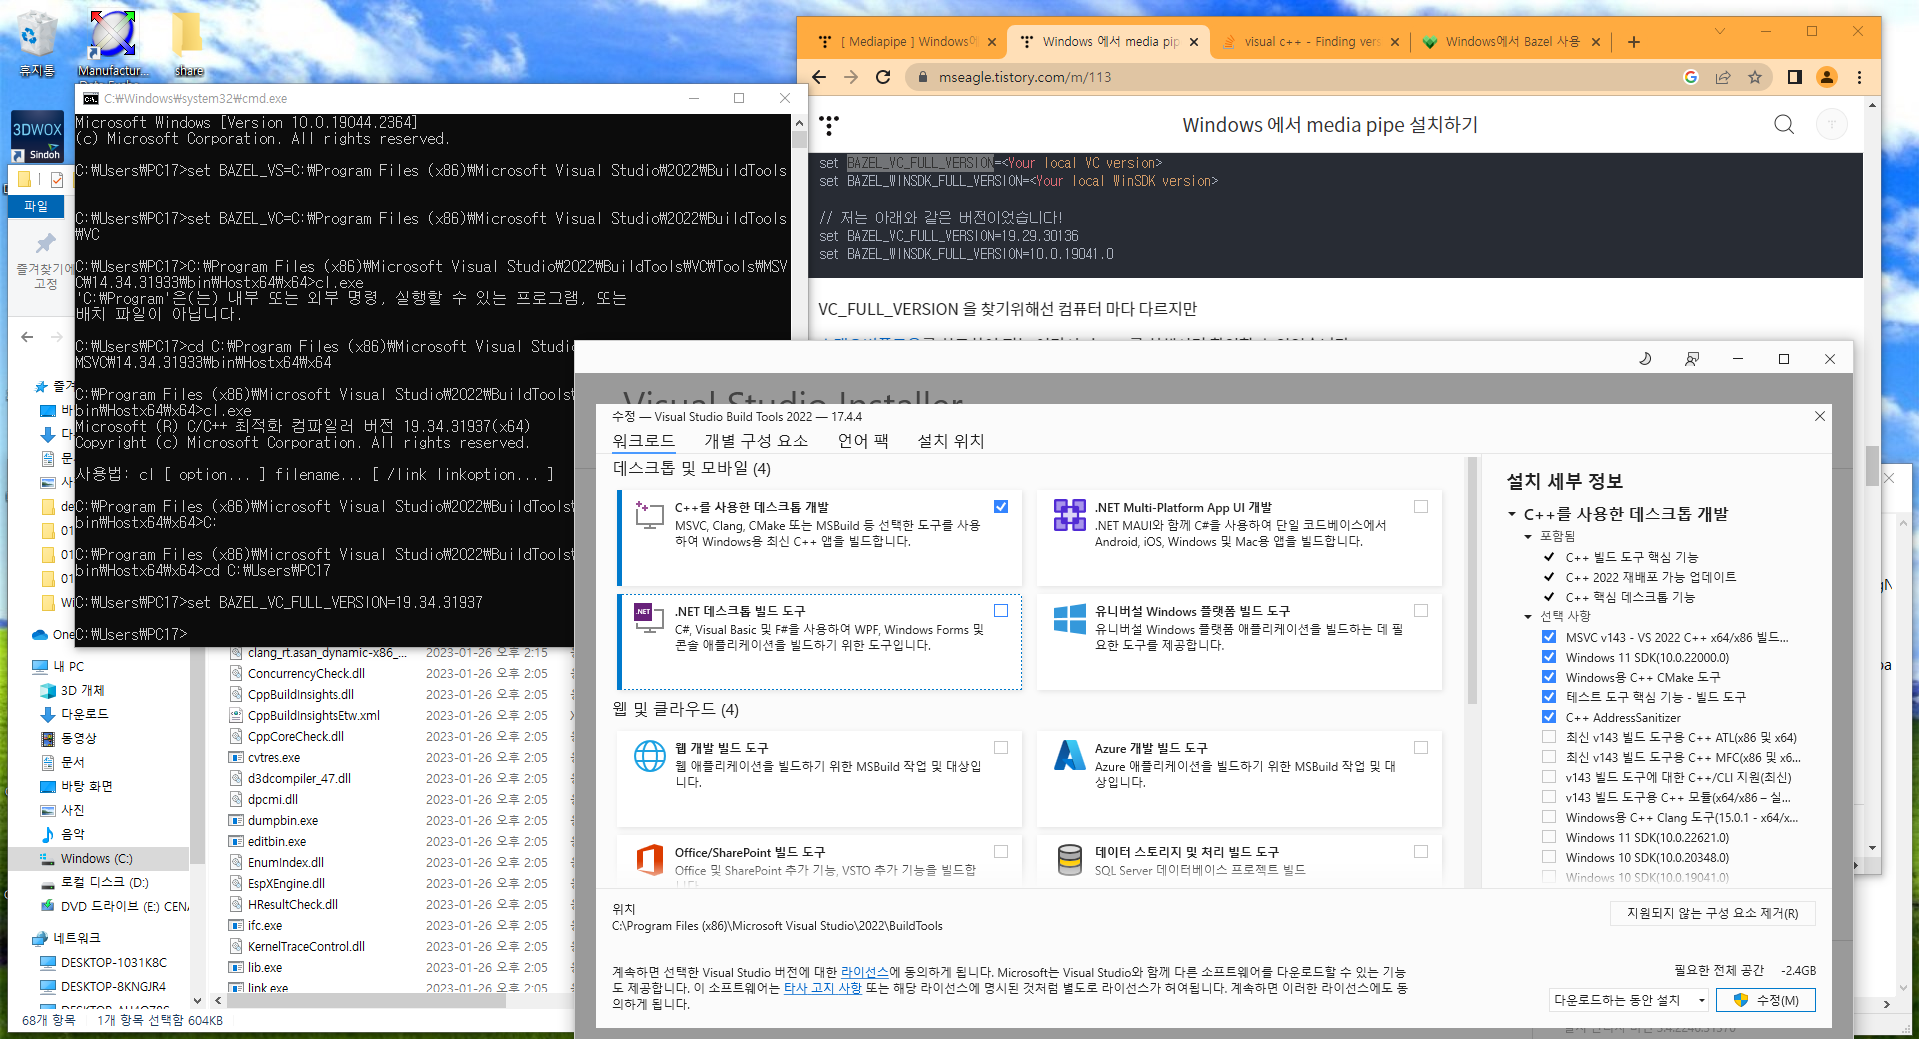 휴지통
Manufactur...
share
3DWOX
Sindoh
C:₩Windows₩system32₩cmd.exe
Microsoft Windows [Version 10.0.19044.2364]
(c) Microsoft Corporation. All rights reserved.
C:₩Users₩PC17>set BAZEL_VS=C:₩Program Files (x86)₩Microsoft Visual Studio₩2022₩BuildTools
C:₩Users₩PC17>set BAZEL_VC=C:₩Program Files (x86)₩Microsoft Visual Studio₩2022₩BuildTools
₩VC
C:₩Users₩PC17>C:₩Program Files (x86)₩Microsoft Visual Studio₩2022₩BuildTools₩VC₩Tools₩MSV
C₩14.34.31933₩bin₩Hostx64₩x64>cl.exe
'C:₩Program'은(는) 내부 또는 외부 명령, 실행할 수 있는 프로그램, 또는
배치 파일이 아닙니다.
C:₩Users₩PC17>cd C:₩Program Files (x86)₩Microsoft Visual Studi
MSVC₩14.34.31933₩bin₩Hostx64₩x64
C:₩Program Files (x86)₩Microsoft Visual Studio₩2022₩BuildTools₩
bin₩Hostx64₩x64>cl.exe
Microsoft (R) C/C++ 최적화 컴파일러 버전 19.34.31937(x64)
Copyright (c) Microsoft Corporation. All rights reserved.
사용법: cl [ option... ] filename... [ /link linkoption... ]
C:₩Program Files (x86)₩Microsoft Visual Studio₩2022₩BuildTools₩
bin₩Hostx64₩x64>C:
C:₩Program Files (x86)₩Microsoft Visual Studio₩2022₩BuildTools₩
bin₩Hostx64₩x64>cd C:₩Users₩PC17
C:₩Users₩PC17>set BAZEL_VC_FULL_VERSION=19.34.31937
C:₩Users₩PC17>
[ Mediapipe ] Windows에
Windows 에서 media pip
visual c++ - Finding vers
Windows에서 Bazel 사용
mseagle.tistory.com/m/113
Windows 에서 media pipe 설치하기
set BAZEL_VC_FULL_VERSION=<Your local VC version>
set BAZEL_WINSDK_FULL_VERSION=<Your local WinSDK version>
// 저는 아래와 같은 버전이었습니다!
set BAZEL_VC_FULL_VERSION=19.29.30136
set BAZEL_WINSDK_FULL_VERSION=10.0.19041.0
VC_FULL_VERSION 을 찾기위해선 컴퓨터 마다 다르지만
파일
즐겨찾기에
고정
즐겨
바
다
문
사
de
01
01
01
Wi
One
내 PC
3D 개체
다운로드
동영상
문서
바탕 화면
사진
음악
Windows (C:)
로컬 디스크 (D:)
DVD 드라이브 (E:) CENA
네트워크
DESKTOP-1031K8C
DESKTOP-8KNGJR4
68개 항목
1개 항목 선택함 604KB
clang_rt.asan_dynamic-x86_... 2023-01-26 오후 2:15
ConcurrencyCheck.dll 2023-01-26 오후 2:05
CppBuildInsights.dll 2023-01-26 오후 2:05
CppBuildInsightsEtw.xml 2023-01-26 오후 2:05
CppCoreCheck.dll 2023-01-26 오후 2:05
cvtres.exe 2023-01-26 오후 2:05
d3dcompiler_47.dll 2023-01-26 오후 2:05
dpcmi.dll 2023-01-26 오후 2:05
dumpbin.exe 2023-01-26 오후 2:05
editbin.exe 2023-01-26 오후 2:05
EnumIndex.dll 2023-01-26 오후 2:05
EspXEngine.dll 2023-01-26 오후 2:05
HResultCheck.dll 2023-01-26 오후 2:05
ifc.exe 2023-01-26 오후 2:05
KernelTraceControl.dll 2023-01-26 오후 2:05
lib.exe 2023-01-26 오후 2:05
link.exe 2023-01-26 오후 2:05
Visual Studio Installer
수정 — Visual Studio Build Tools 2022 — 17.4.4
워크로드 개별 구성 요소 언어 팩 설치 위치
데스크톱 및 모바일 (4)
C++를 사용한 데스크톱 개발
MSVC, Clang, CMake 또는 MSBuild 등 선택한 도구를 사용
하여 Windows용 최신 C++ 앱을 빌드합니다.
.NET Multi-Platform App UI 개발
.NET MAUI와 함께 C#을 사용하여 단일 코드베이스에서
Android, iOS, Windows 및 Mac용 앱을 빌드합니다.
.NET
.NET 데스크톱 빌드 도구
C#, Visual Basic 및 F#을 사용하여 WPF, Windows Forms 및
콘솔 애플리케이션을 빌드하기 위한 도구입니다.
유니버설 Windows 플랫폼 빌드 도구
유니버설 Windows 플랫폼 애플리케이션을 빌드하는 데 필
요한 도구를 제공합니다.
웹 및 클라우드 (4)
웹 개발 빌드 도구
웹 애플리케이션을 빌드하기 위한 MSBuild 작업 및 대상입
니다.
Azure 개발 빌드 도구
Azure 애플리케이션을 빌드하기 위한 MSBuild 작업 및 대
상입니다.
Office/SharePoint 빌드 도구
Office 및 SharePoint 추가 기능, VSTO 추가 기능을 빌드합
니다.
데이터 스토리지 및 처리 빌드 도구
SQL Server 데이터베이스 프로젝트 빌드
설치 세부 정보
C++를 사용한 데스크톱 개발
포함됨
C++ 빌드 도구 핵심 기능
C++ 2022 재배포 가능 업데이트
C++ 핵심 데스크톱 기능
선택 사항
MSVC v143 - VS 2022 C++ x64/x86 빌드...
Windows 11 SDK(10.0.22000.0)
Windows용 C++ CMake 도구
테스트 도구 핵심 기능 - 빌드 도구
C++ AddressSanitizer
최신 v143 빌드 도구용 C++ ATL(x86 및 x64)
최신 v143 빌드 도구용 C++ MFC(x86 및 x6...
v143 빌드 도구에 대한 C++/CLI 지원(최신)
v143 빌드 도구용 C++ 모듈(x64/x86 – 실...
Windows용 C++ Clang 도구(15.0.1 - x64/x...
Windows 11 SDK(10.0.22621.0)
Windows 10 SDK(10.0.20348.0)
Windows 10 SDK(10.0.19041.0)
위치
C:\Program Files (x86)\Microsoft Visual Studio\2022\BuildTools
지원되지 않는 구성 요소 제거(R)
계속하면 선택한 Visual Studio 버전에 대한 라이선스에 동의하게 됩니다. Microsoft는 Visual Studio와 함께 다른 소프트웨어를 다운로드할 수 있는 기능
도 제공합니다. 이 소프트웨어는 타사 고지 사항 또는 해당 라이선스에 명시된 것처럼 별도로 라이선스가 허여됩니다. 계속하면 이러한 라이선스에도 동
의하게 됩니다.
필요한 전체 공간 -2.4GB
다운로드하는 동안 설치
수정(M)